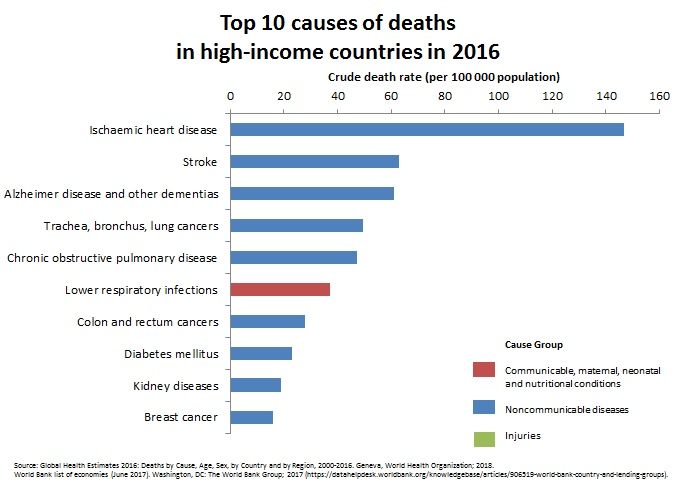 Top 10 causes of deaths
in high-income countries in 2016
Crude death rate (per 100 000 population)
0 20 40 60 80 100 120 140 160
Ischaemic heart disease
Stroke
Alzheimer disease and other dementias
Trachea, bronchus, lung cancers
Chronic obstructive pulmonary disease
Lower respiratory infections
Colon and rectum cancers
Diabetes mellitus
Kidney diseases
Breast cancer
Cause Group
Communicable, maternal, neonatal
and nutritional conditions
Noncommunicable diseases
Injuries
Source: Global Health Estimates 2016: Deaths by Cause, Age, Sex, by Country and by Region, 2000-2016. Geneva, World Health Organization; 2018.
World Bank list of economies (June 2017). Washington, DC: The World Bank Group; 2017 (https://datahelpdesk.worldbank.org/knowledgebase/articles/906519-world-bank-country-and-lending-groups).